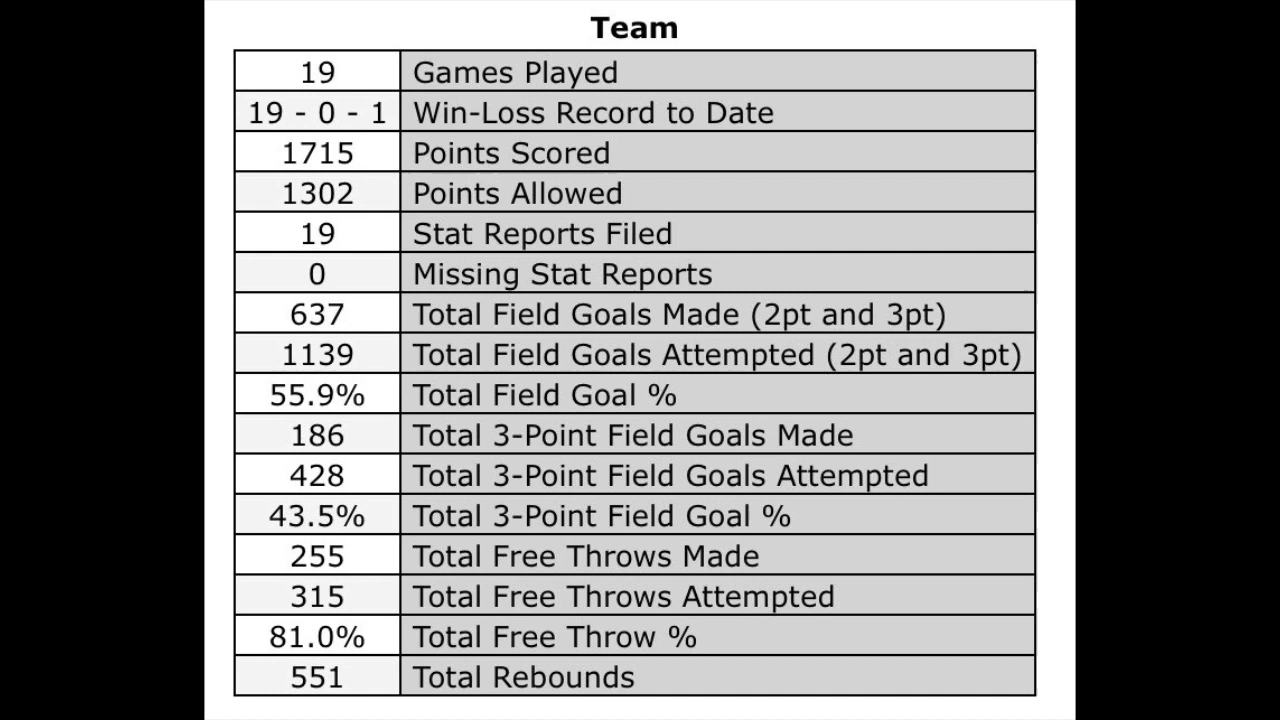 Team
19 Games Played
19 - 0 - 1 Win-Loss Record to Date
1715 Points Scored
1302 Points Allowed
19 Stat Reports Filed
0 Missing Stat Reports
637 Total Field Goals Made (2pt and 3pt)
1139 Total Field Goals Attempted (2pt and 3pt)
55.9% Total Field Goal %
186 Total 3-Point Field Goals Made
428 Total 3-Point Field Goals Attempted
43.5% Total 3-Point Field Goal %
255 Total Free Throws Made
315 Total Free Throws Attempted
81.0% Total Free Throw %
551 Total Rebounds